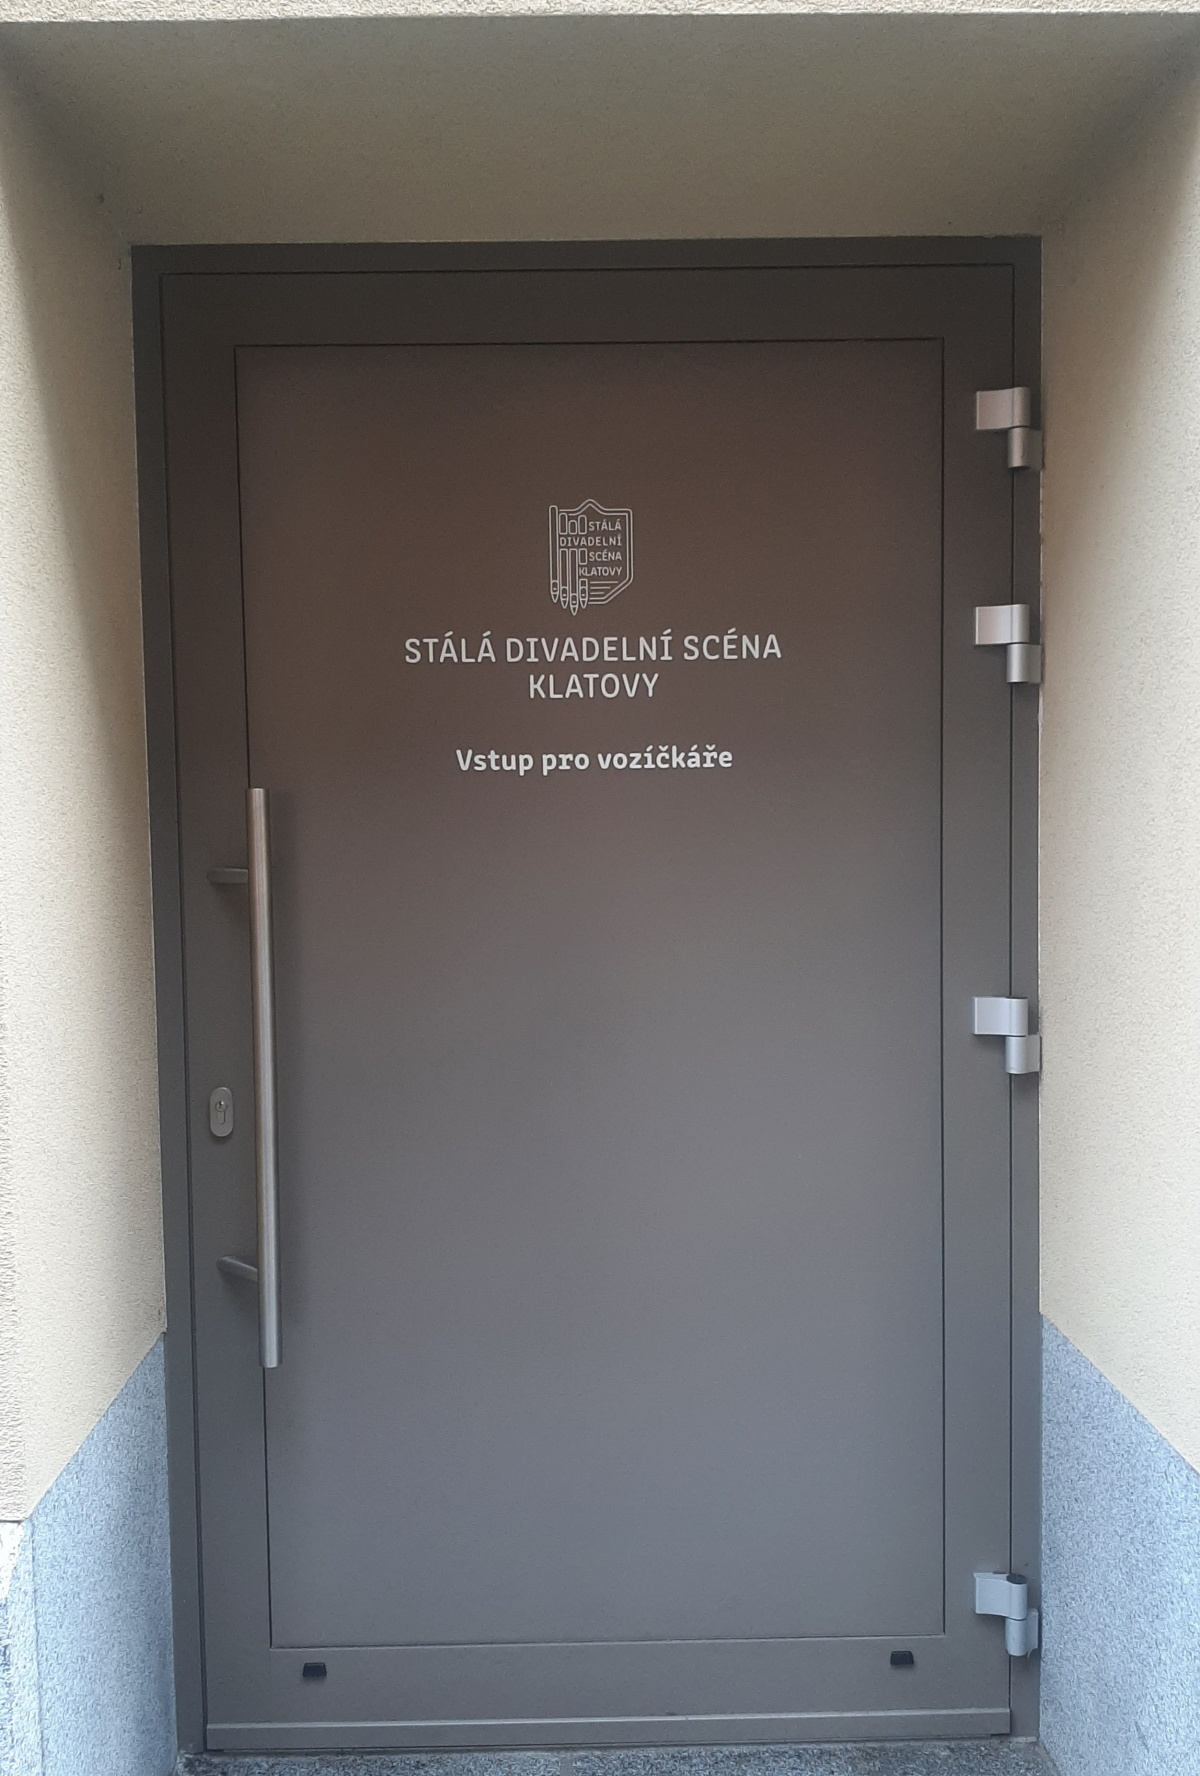 STÁLÁ
DIVADELNÍ
SCÉNA
KLATOVY
STÁLÁ DIVADELNÍ SCÉNA
KLATOVY
Vstup pro vozíčkáře